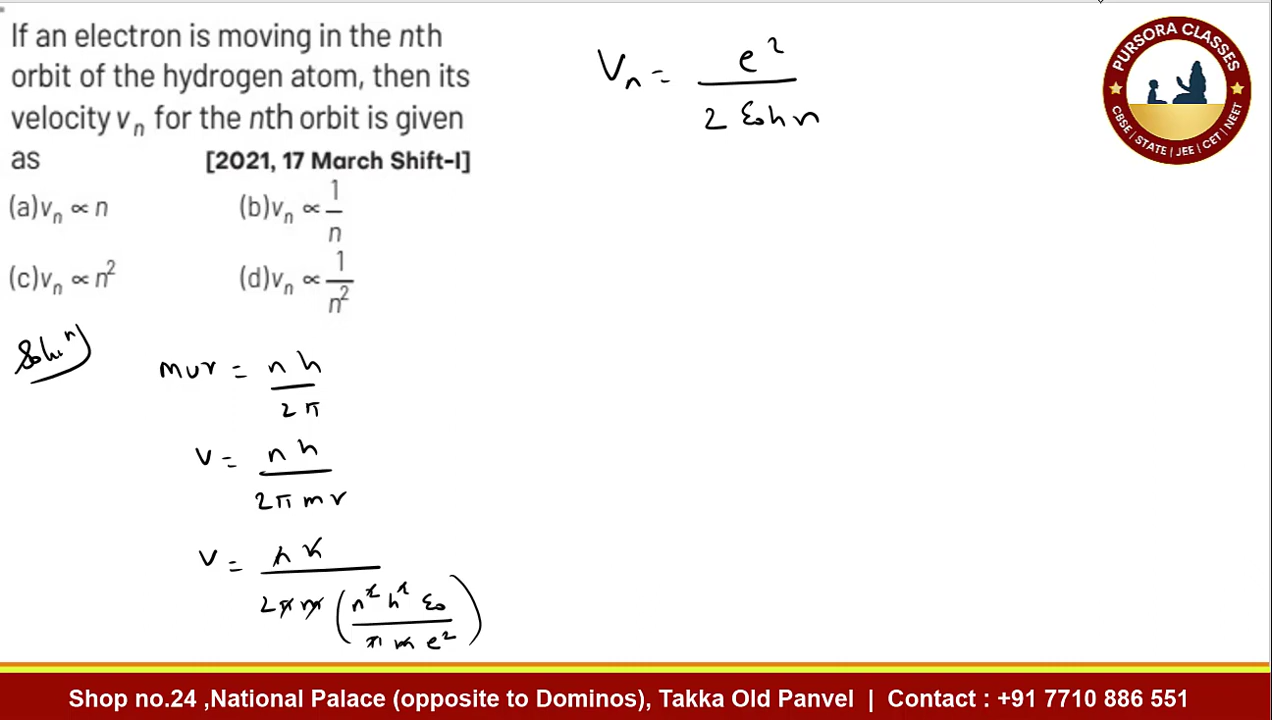 If an electron is moving in the nth
orbit of the hydrogen atom, then its
velocity vₙ for the nth orbit is given
as [2021, 17 March Shift-I]
(a)vₙ ∝ n (b)vₙ ∝ 1/n
(c)vₙ ∝ n² (d)vₙ ∝ 1/n²
Soluⁿ)
mvr = nh/2π
v = nh/2πmr
v = nh/2πm(n²h²ε₀/πme²)
Vₙ = e²/2ε₀hn
PURSORA CLASSES
CBSE | STATE | JEE | CET | NEET
Shop no.24 ,National Palace (opposite to Dominos), Takka Old Panvel | Contact : +91 7710 886 551